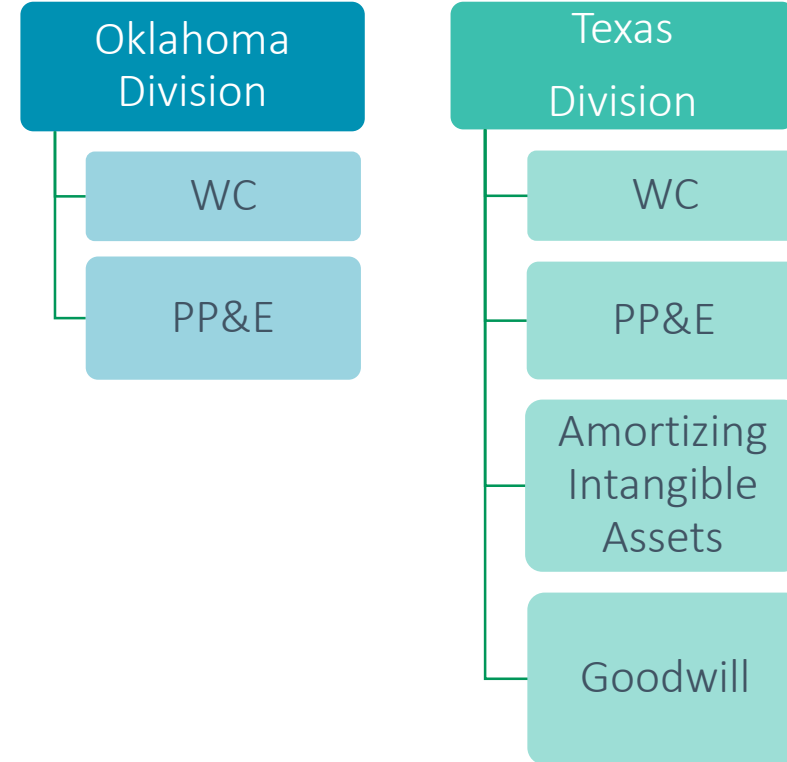 Oklahoma
Division
WC
PP&E
Texas
Division
WC
PP&E
Amortizing
Intangible
Assets
Goodwill